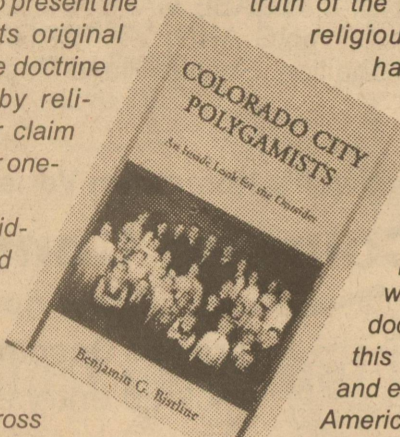 o present the
ts original
e doctrine
by reli-
r claim
r one-
id-
d
ross
COLORADO CITY
POLYGAMISTS
An Inside Look for the Outsider
Benjamin G. Bistline
truth of the
religiou
ha
w
doc
this
and e
Americ